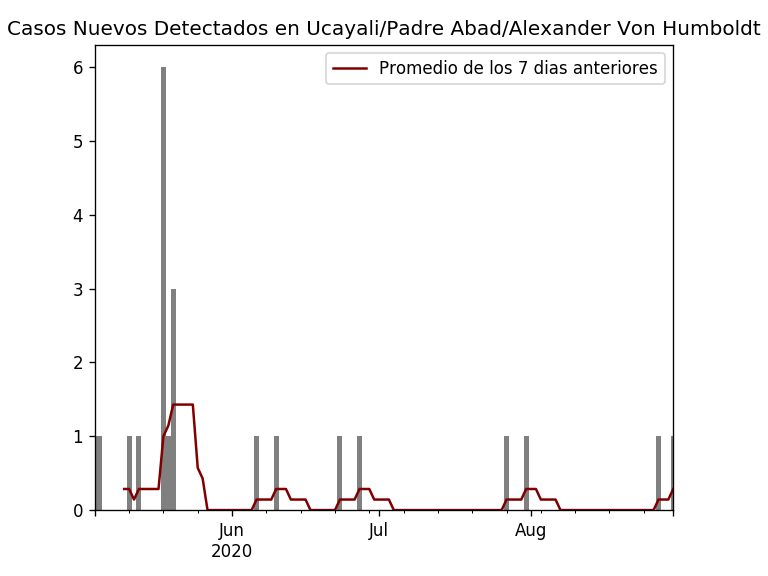 Casos Nuevos Detectados en Ucayali/Padre Abad/Alexander Von Humboldt
Promedio de los 7 dias anteriores
6
5
4
3
2
1
0
Jun
2020
Jul
Aug